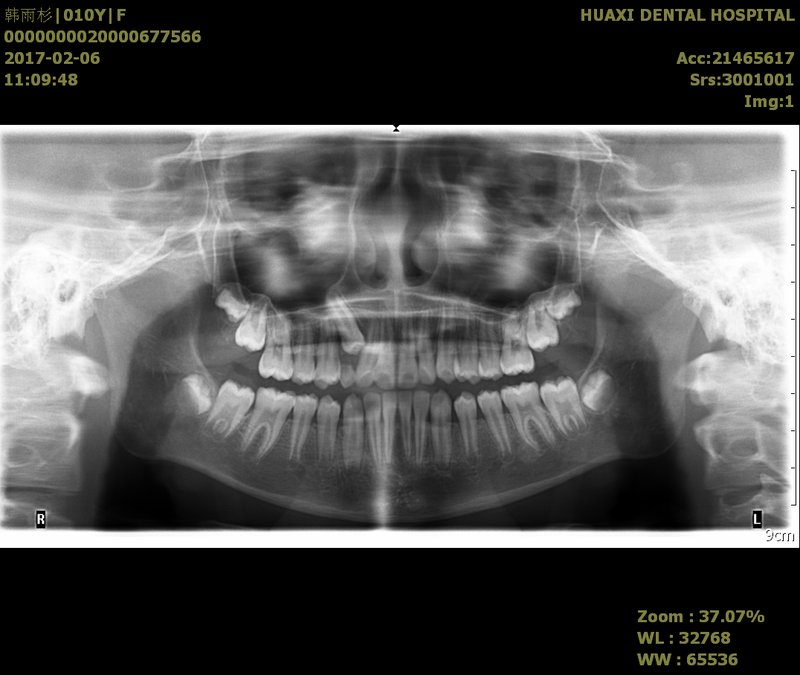 韩雨杉|010Y|F
0000000020000677566
2017-02-06
11:09:48
HUAXI DENTAL HOSPITAL
Acc:21465617
Srs:3001001
Img:1
R
L
9cm
Zoom : 37.07%
WL : 32768
WW : 65536